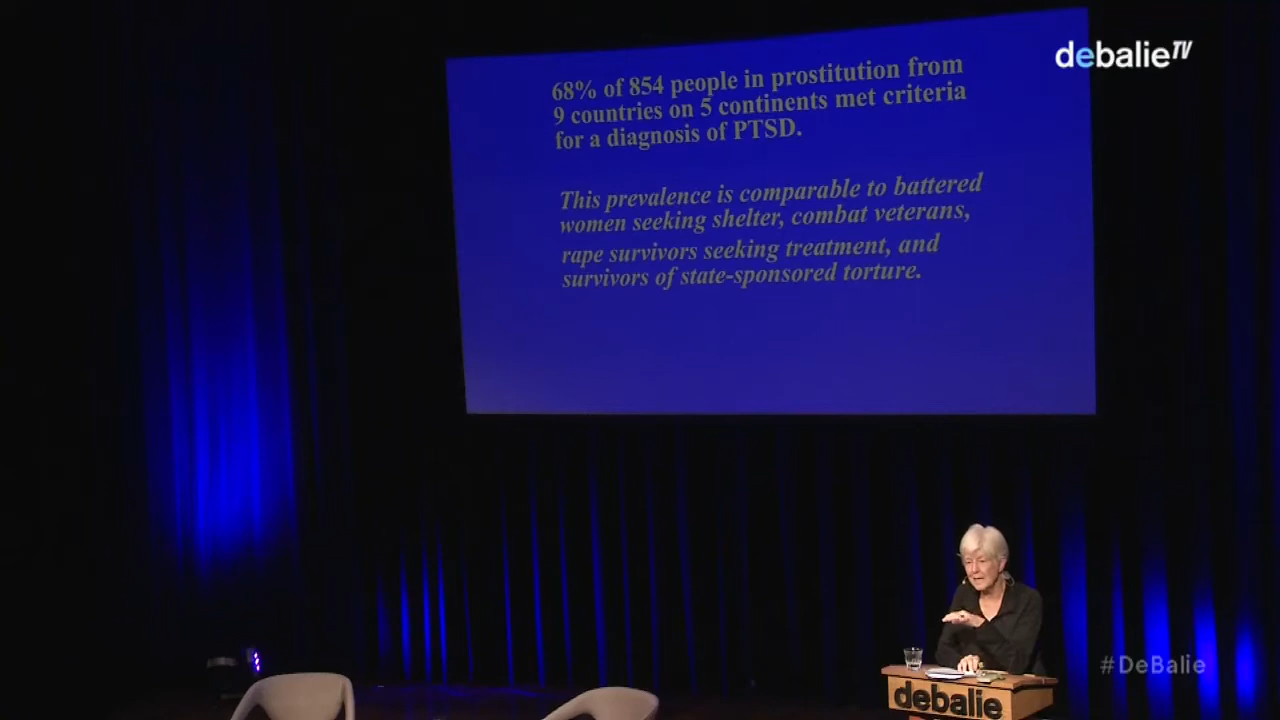 debalieTV
68% of 854 people in prostitution from
9 countries on 5 continents met criteria
for a diagnosis of PTSD.
This prevalence is comparable to battered
women seeking shelter, combat veterans,
rape survivors seeking treatment, and
survivors of state-sponsored torture.
#DeBalie
debalie